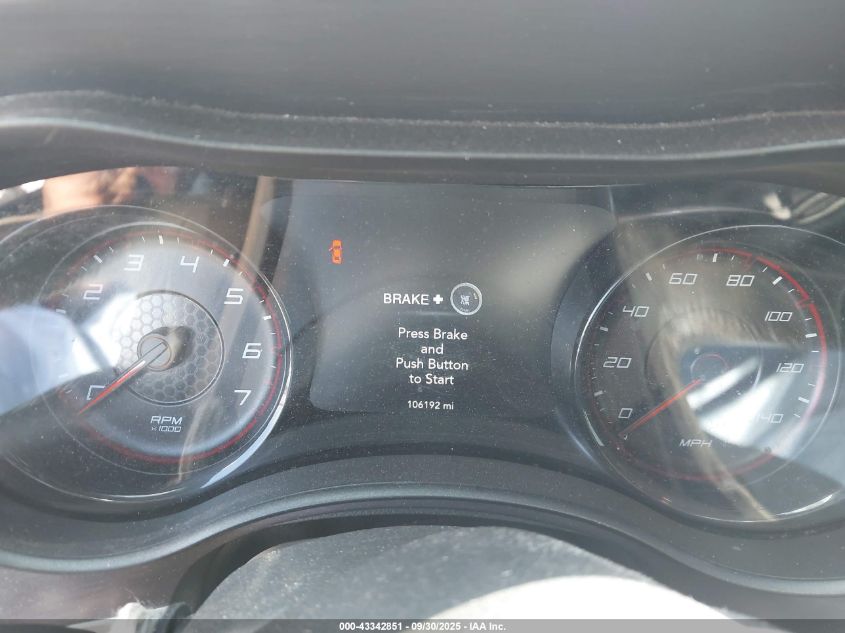 1 2 3 4 5 6 7
RPM
x1000
BRAKE +
Press Brake
and
Push Button
to Start
106192 mi
0 20 40 60 80 100 120 140
MPH
000-43342851 - 09/30/2025 - IAA Inc.